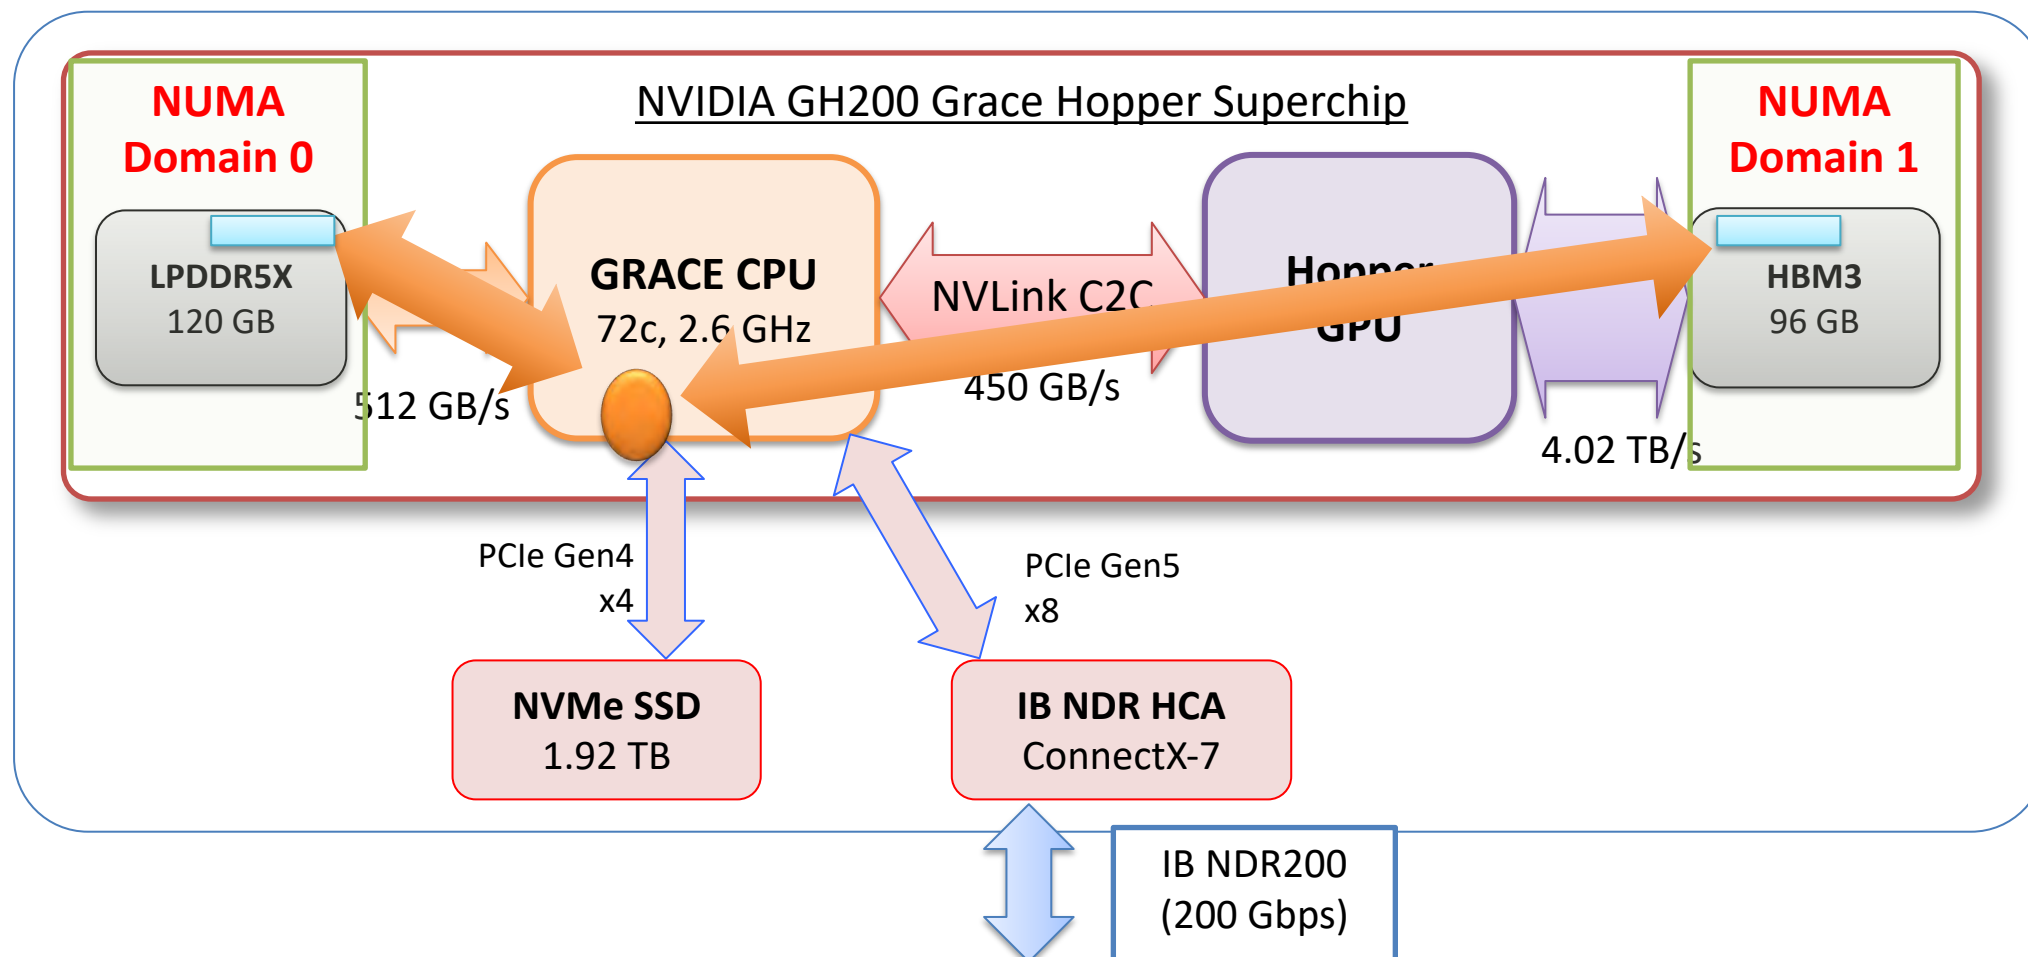 NVIDIA GH200 Grace Hopper Superchip
NUMA
Domain 0
LPDDR5X
120 GB
512 GB/s
GRACE CPU
72c, 2.6 GHz
NVLink C2C
450 GB/s
Hopper
GPU
4.02 TB/s
NUMA
Domain 1
HBM3
96 GB
PCIe Gen4
x4
PCIe Gen5
x8
NVMe SSD
1.92 TB
IB NDR HCA
ConnectX-7
IB NDR200
(200 Gbps)